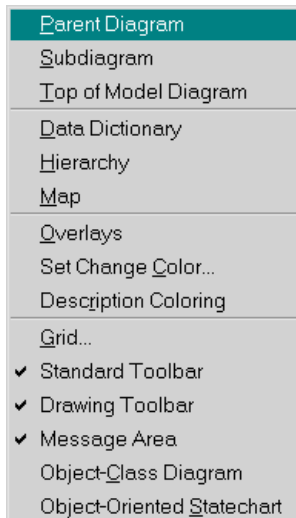 Parent Diagram
Subdiagram
Top of Model Diagram
Data Dictionary
Hierarchy
Map
Overlays
Set Change Color...
Description Coloring
Grid...
Standard Toolbar
Drawing Toolbar
Message Area
Object-Class Diagram
Object-Oriented Statechart